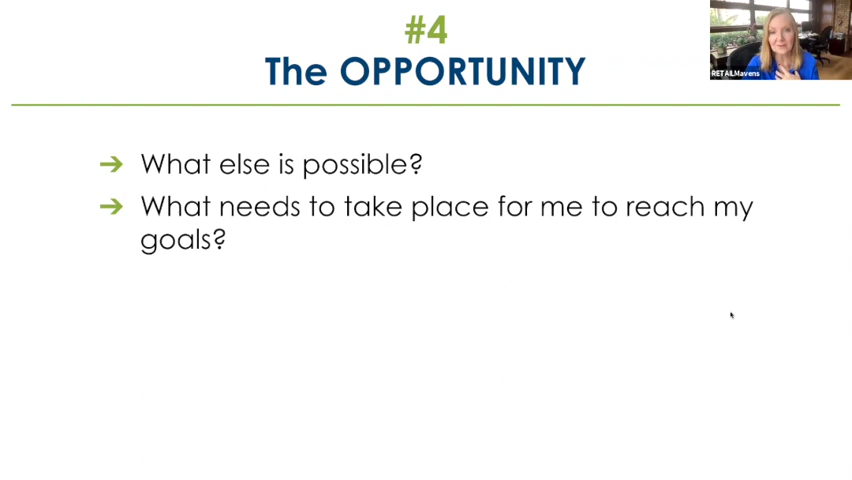 #4
The OPPORTUNITY
RETAILMavens
→ What else is possible?
→ What needs to take place for me to reach my
goals?